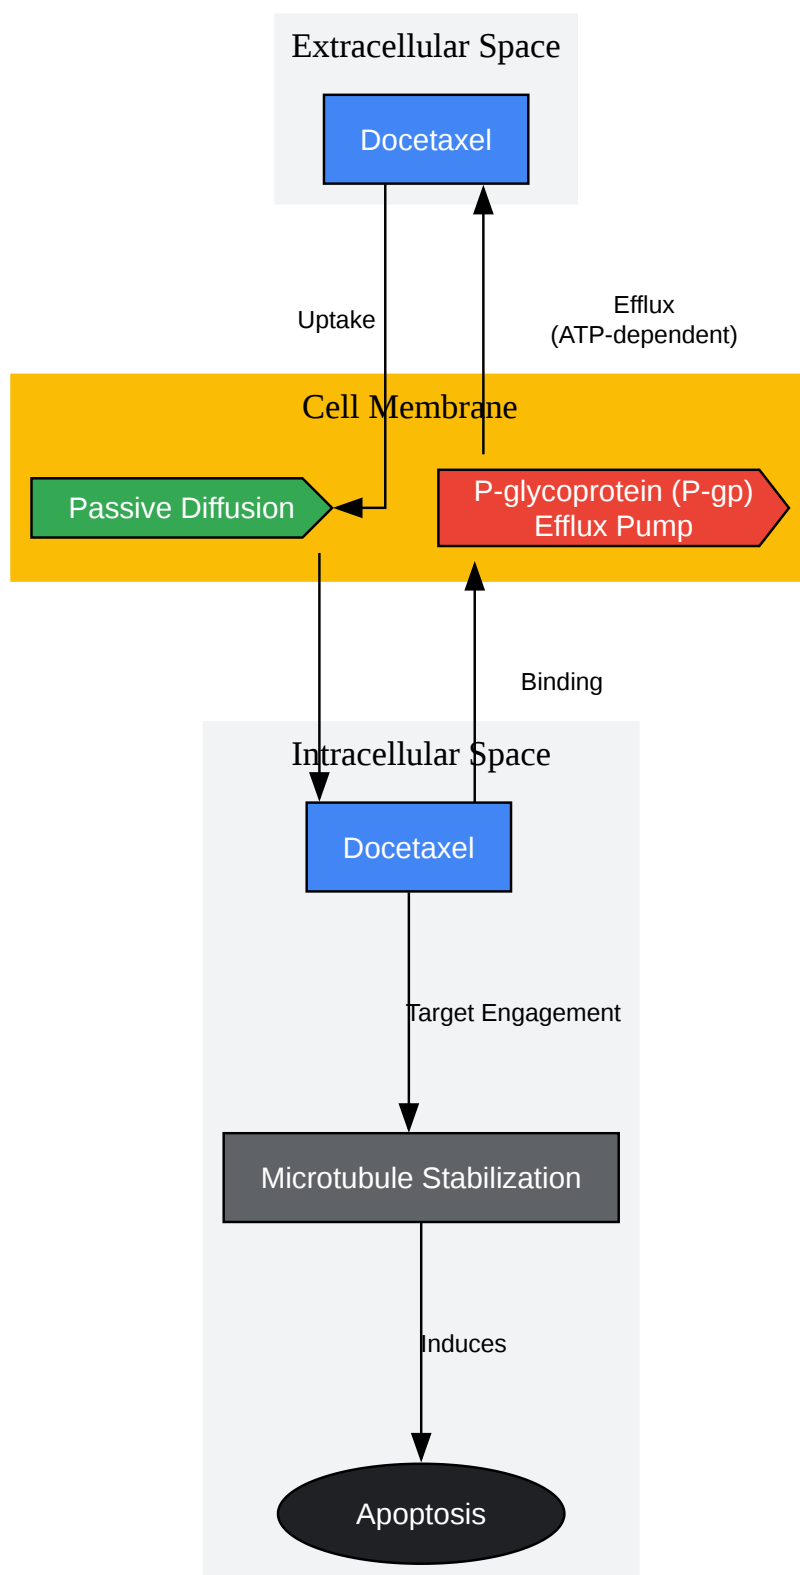 Extracellular Space
Docetaxel
Uptake
Efflux
(ATP-dependent)
Cell Membrane
Passive Diffusion
P-glycoprotein (P-gp)
Efflux Pump
Binding
Intracellular Space
Docetaxel
Target Engagement
Microtubule Stabilization
Induces
Apoptosis